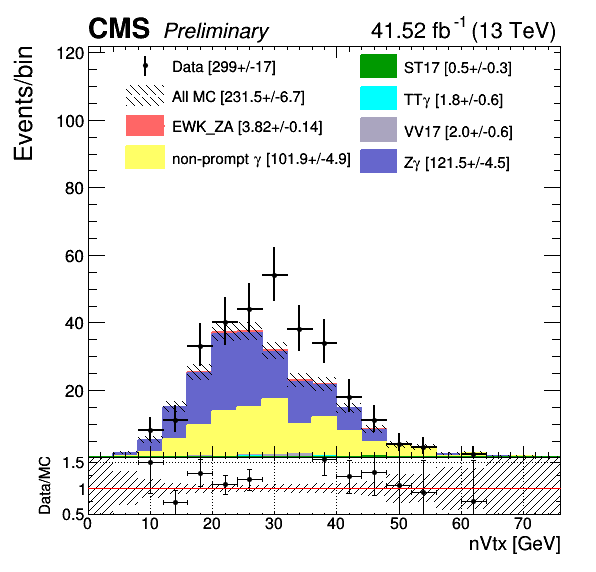 CMS Preliminary 41.52 fb⁻¹ (13 TeV)
Events/bin
120
100
80
60
40
20
Data [299+/-17]
All MC [231.5+/-6.7]
EWK_ZA [3.82+/-0.14]
non-prompt γ [101.9+/-4.9]
ST17 [0.5+/-0.3]
TTγ [1.8+/-0.6]
VV17 [2.0+/-0.6]
Zγ [121.5+/-4.5]
Data/MC
1.5
1
0.5
0 10 20 30 40 50 60 70
nVtx [GeV]